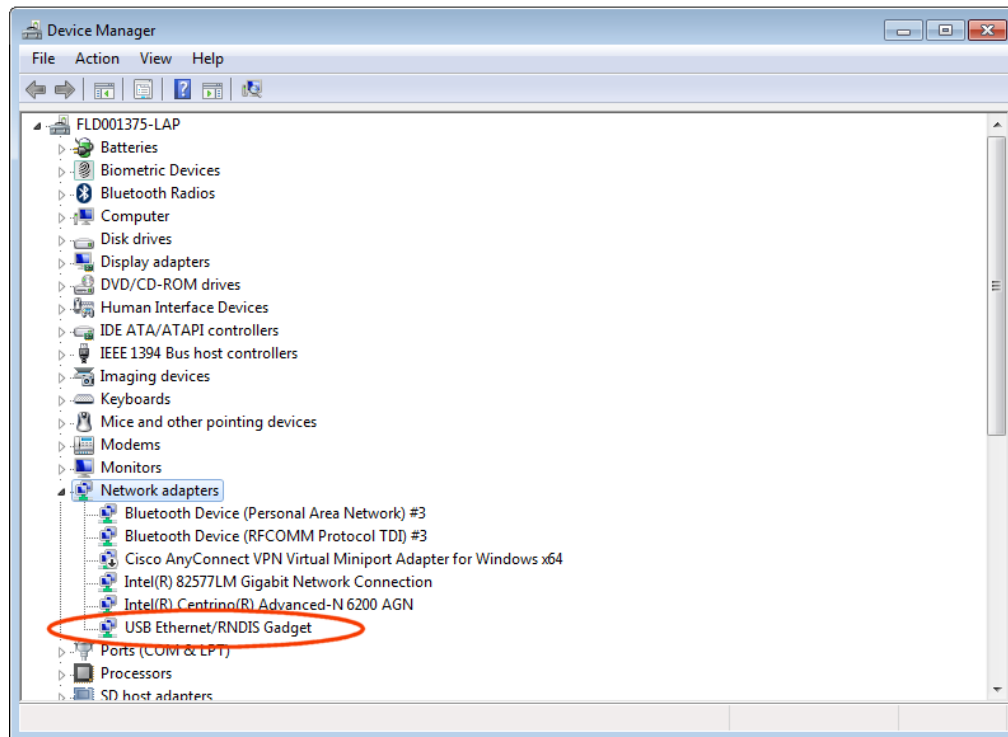 Device Manager
File Action View Help
FLD001375-LAP
Batteries
Biometric Devices
Bluetooth Radios
Computer
Disk drives
Display adapters
DVD/CD-ROM drives
Human Interface Devices
IDE ATA/ATAPI controllers
IEEE 1394 Bus host controllers
Imaging devices
Keyboards
Mice and other pointing devices
Modems
Monitors
Network adapters
Bluetooth Device (Personal Area Network) #3
Bluetooth Device (RFCOMM Protocol TDI) #3
Cisco AnyConnect VPN Virtual Miniport Adapter for Windows x64
Intel(R) 82577LM Gigabit Network Connection
Intel(R) Centrino(R) Advanced-N 6200 AGN
USB Ethernet/RNDIS Gadget
Ports (COM & LPT)
Processors
SD host adapters